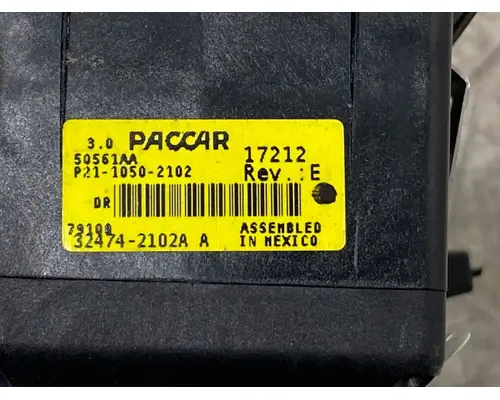 3.0 PACCAR
50561AA 17212
P21-1050-2102 Rev.:E
DR
79100
32474-2102A A
ASSEMBLED
IN MEXICO